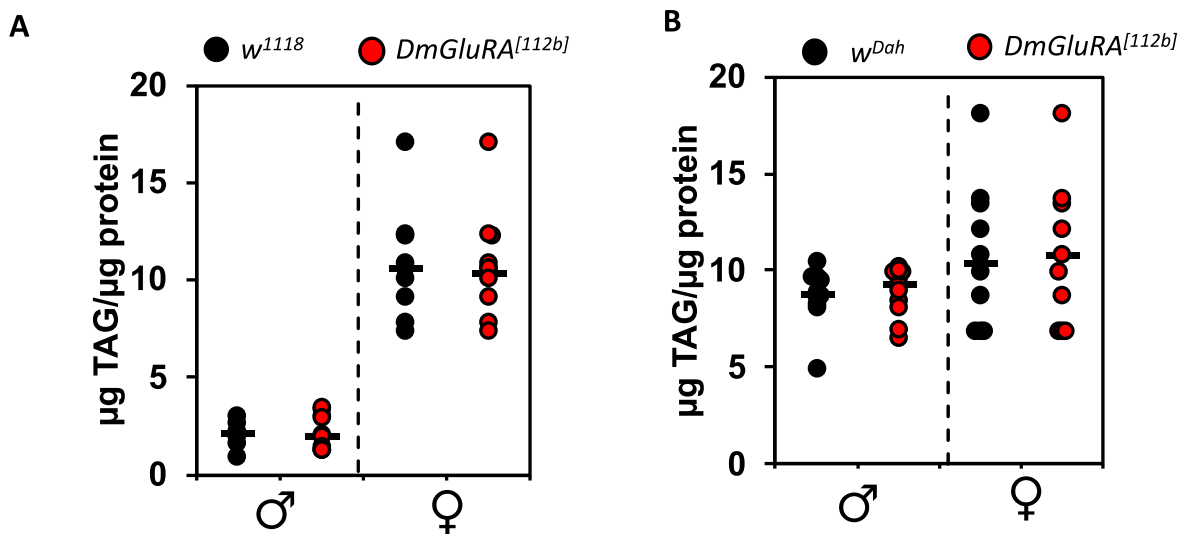 A
w1118 DmGluRA[112b]
µg TAG/µg protein
20
15
10
5
0
♂ ♀
B
wDah DmGluRA[112b]
µg TAG/µg protein
20
15
10
5
0
♂ ♀